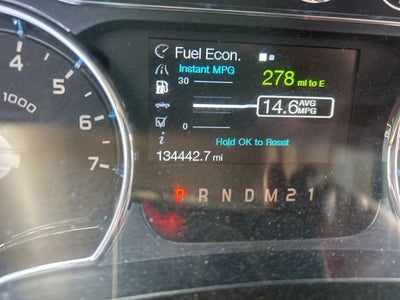 Fuel Econ.
Instant MPG
30
278 mi to E
14.6 AVG MPG
0
Hold OK to Reset
134442.7 mi
P R N D M 2 1
4
5
1000
6
7
7